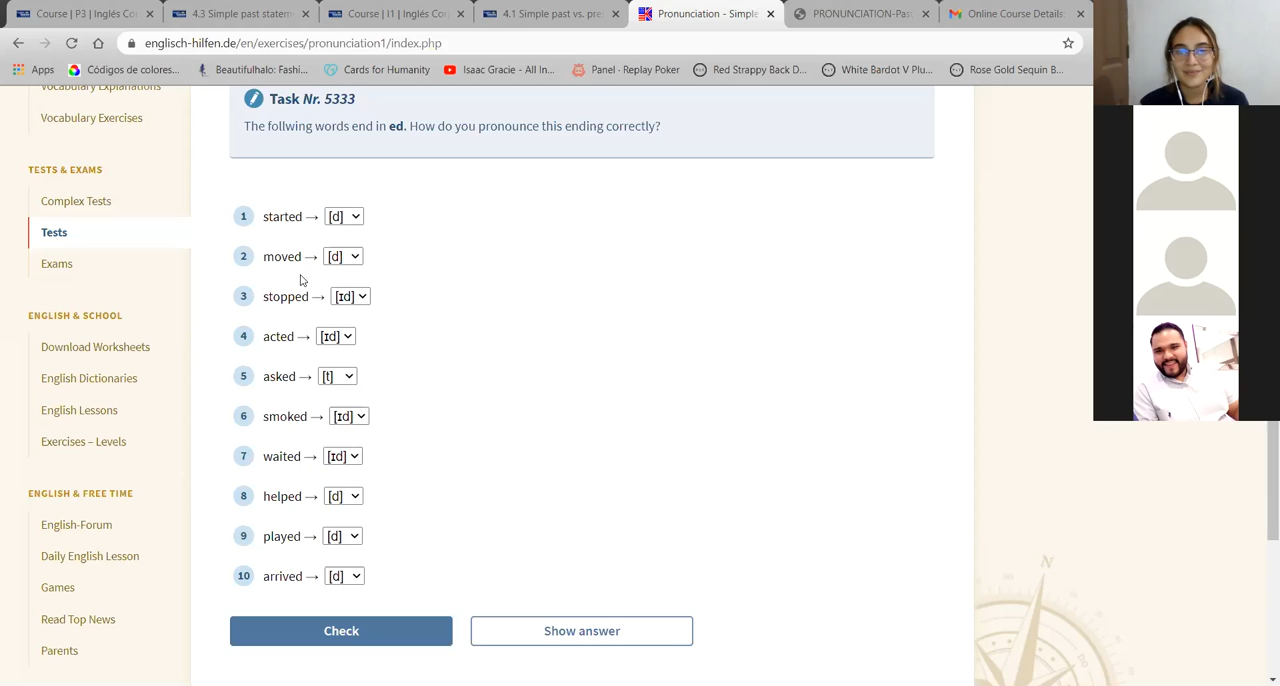 Course | P3 | Inglés Co
4.3 Simple past statem
Course | I1 | Inglés Cor
4.1 Simple past vs. pre
Pronunciation - Simple
PRONUNCIATION-Pas
Online Course Details:
englisch-hilfen.de/en/exercises/pronunciation1/index.php
Apps
Códigos de colores...
Beautifulhalo: Fashi...
Cards for Humanity
Isaac Gracie - All In...
Panel · Replay Poker
Red Strappy Back D...
White Bardot V Plu...
Rose Gold Sequin B...
Vocabulary Explanations
Vocabulary Exercises
TESTS & EXAMS
Complex Tests
Tests
Exams
ENGLISH & SCHOOL
Download Worksheets
English Dictionaries
English Lessons
Exercises – Levels
ENGLISH & FREE TIME
English-Forum
Daily English Lesson
Games
Read Top News
Parents
Task Nr. 5333
The follwing words end in ed. How do you pronounce this ending correctly?
1 started → [d]
2 moved → [d]
3 stopped → [ɪd]
4 acted → [ɪd]
5 asked → [t]
6 smoked → [ɪd]
7 waited → [ɪd]
8 helped → [d]
9 played → [d]
10 arrived → [d]
Check
Show answer
N